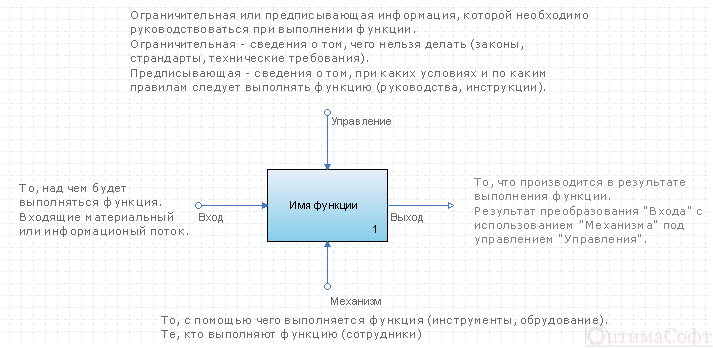 Ограничительная или предписывающая информация, которой необходимо
руководствоваться при выполнении функции.
Ограничительная - сведения о том, чего нельзя делать (законы,
страндарты, технические требования).
Предписывающая - сведения о том, при каких условиях и по каким
правилам следует выполнять функцию (руководства, инструкции).
Управление
То, над чем будет
выполняться функция.
Входящие материальный
или информационый поток.
Вход
Имя функции
1
Выход
То, что производится в результате
выполнения функции.
Результат преобразования "Входа" с
использованием "Механизма" под
управлением "Управления".
Механизм
То, с помощью чего выполняется функция (инструменты, обрудование).
Те, кто выполняют функцию (сотрудники)
ОптимаСофт